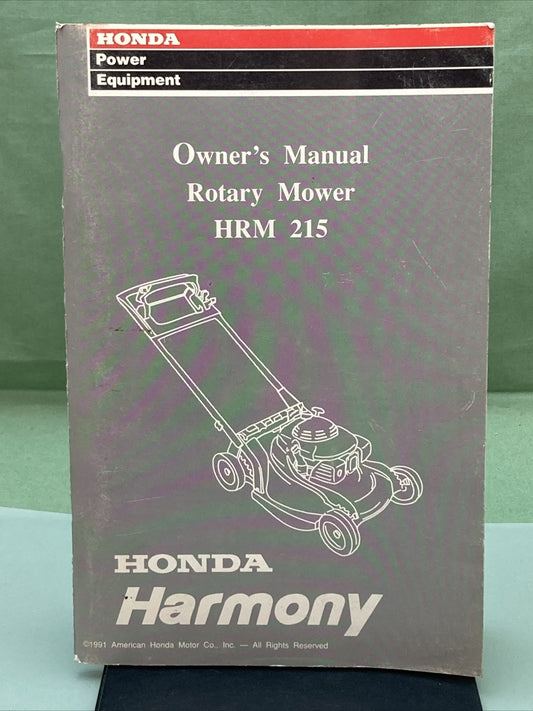 HONDA
Power
Equipment
Owner's Manual
Rotary Mower
HRM 215
HONDA
Harmony
©1991 American Honda Motor Co., Inc. — All Rights Reserved